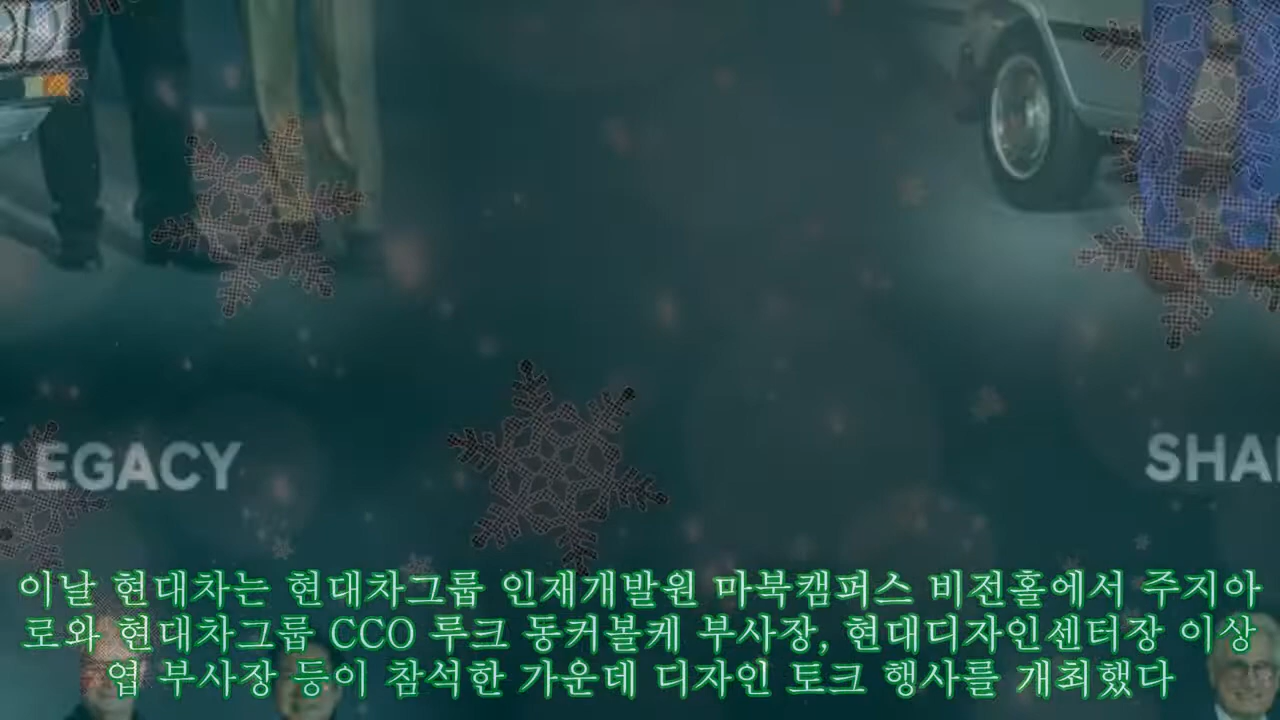 LEGACY
SHA
이날 현대차는 현대차그룹 인재개발원 마북캠퍼스 비전홀에서 주지아
로와 현대차그룹 CCO 루크 동커볼케 부사장, 현대디자인센터장 이상
엽 부사장 등이 참석한 가운데 디자인 토크 행사를 개최했다